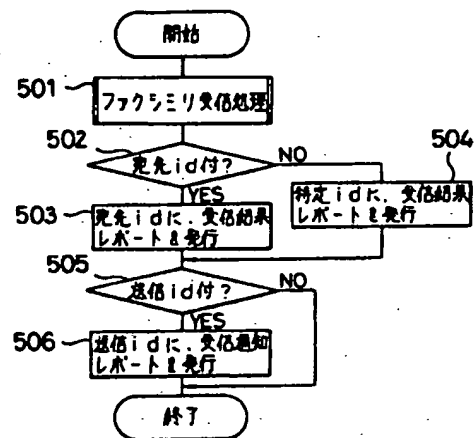 開始
501
ファクシミリ受信処理
502
宛先id付?
NO
504
YES
503
宛先idに、受信結果
レポートを発行
特定idに、受信結果
レポートを発行
505
送信id付?
NO
YES
506
送信idに、受信通知
レポートを発行
終了